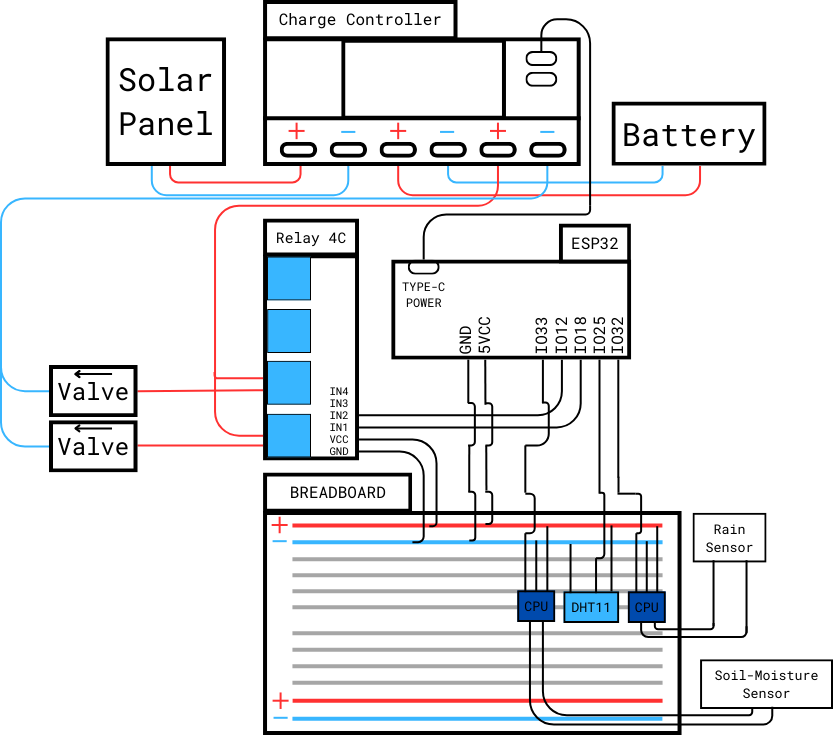 Charge Controller
Solar
Panel
+ − + − + −
Battery
Relay 4C
ESP32
TYPE-C
POWER
GND
5VCC
IO33
IO12
IO18
IO25
IO32
Valve
Valve
IN4
IN3
IN2
IN1
VCC
GND
BREADBOARD
+
−
Rain
Sensor
CPU
DHT11
CPU
Soil-Moisture
Sensor
+
−